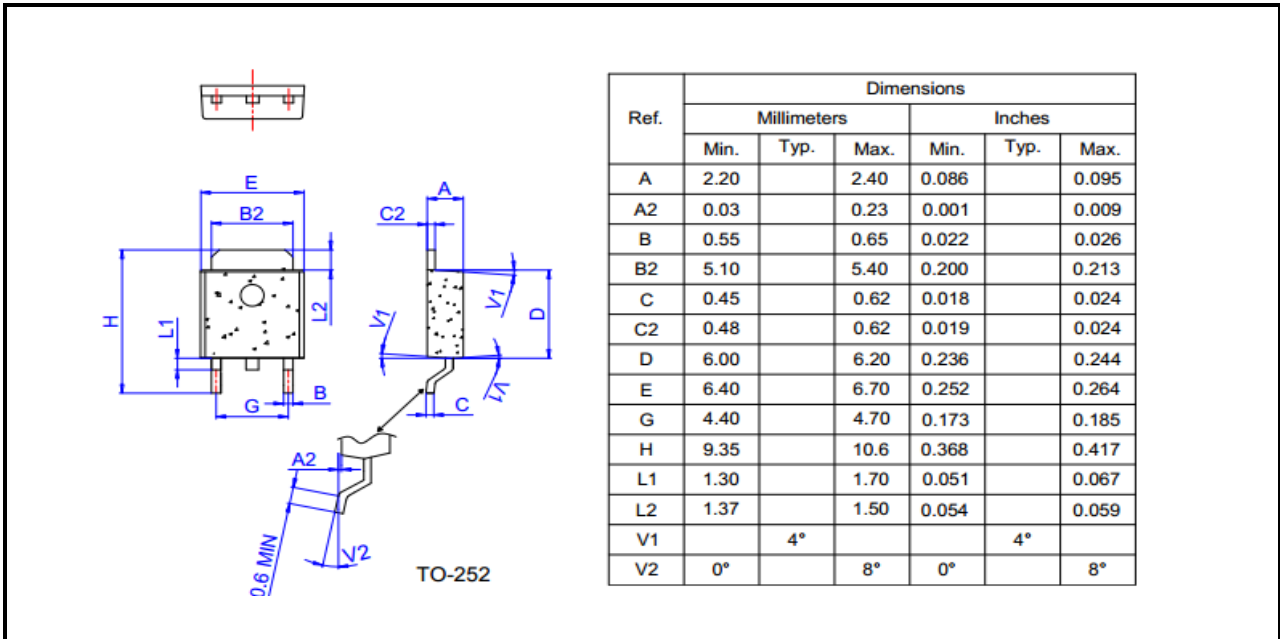 E
B2
A
C2
H
L1
L2
V1
V1
D
V1
G
B
C
A2
0.6 MIN
V2
TO-252
Dimensions
Ref. Millimeters Inches
Min. Typ. Max. Min. Typ. Max.
A 2.20 2.40 0.086 0.095
A2 0.03 0.23 0.001 0.009
B 0.55 0.65 0.022 0.026
B2 5.10 5.40 0.200 0.213
C 0.45 0.62 0.018 0.024
C2 0.48 0.62 0.019 0.024
D 6.00 6.20 0.236 0.244
E 6.40 6.70 0.252 0.264
G 4.40 4.70 0.173 0.185
H 9.35 10.6 0.368 0.417
L1 1.30 1.70 0.051 0.067
L2 1.37 1.50 0.054 0.059
V1 4° 4°
V2 0° 8° 0° 8°